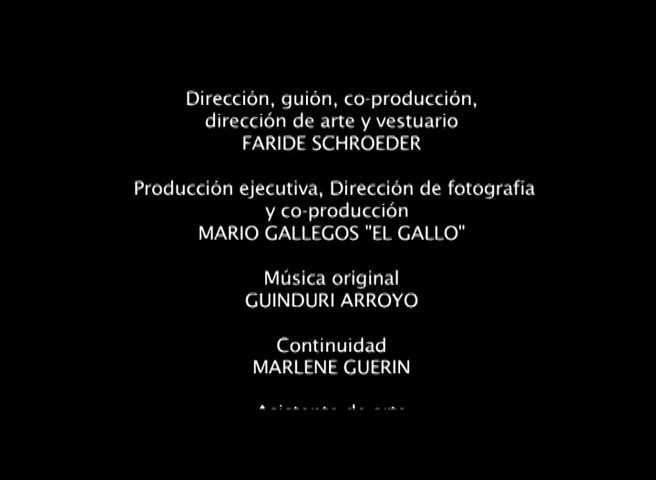 Dirección, guión, co-producción,
dirección de arte y vestuario
FARIDE SCHROEDER
Producción ejecutiva, Dirección de fotografía
y co-producción
MARIO GALLEGOS "EL GALLO"
Música original
GUINDURI ARROYO
Continuidad
MARLENE GUERIN